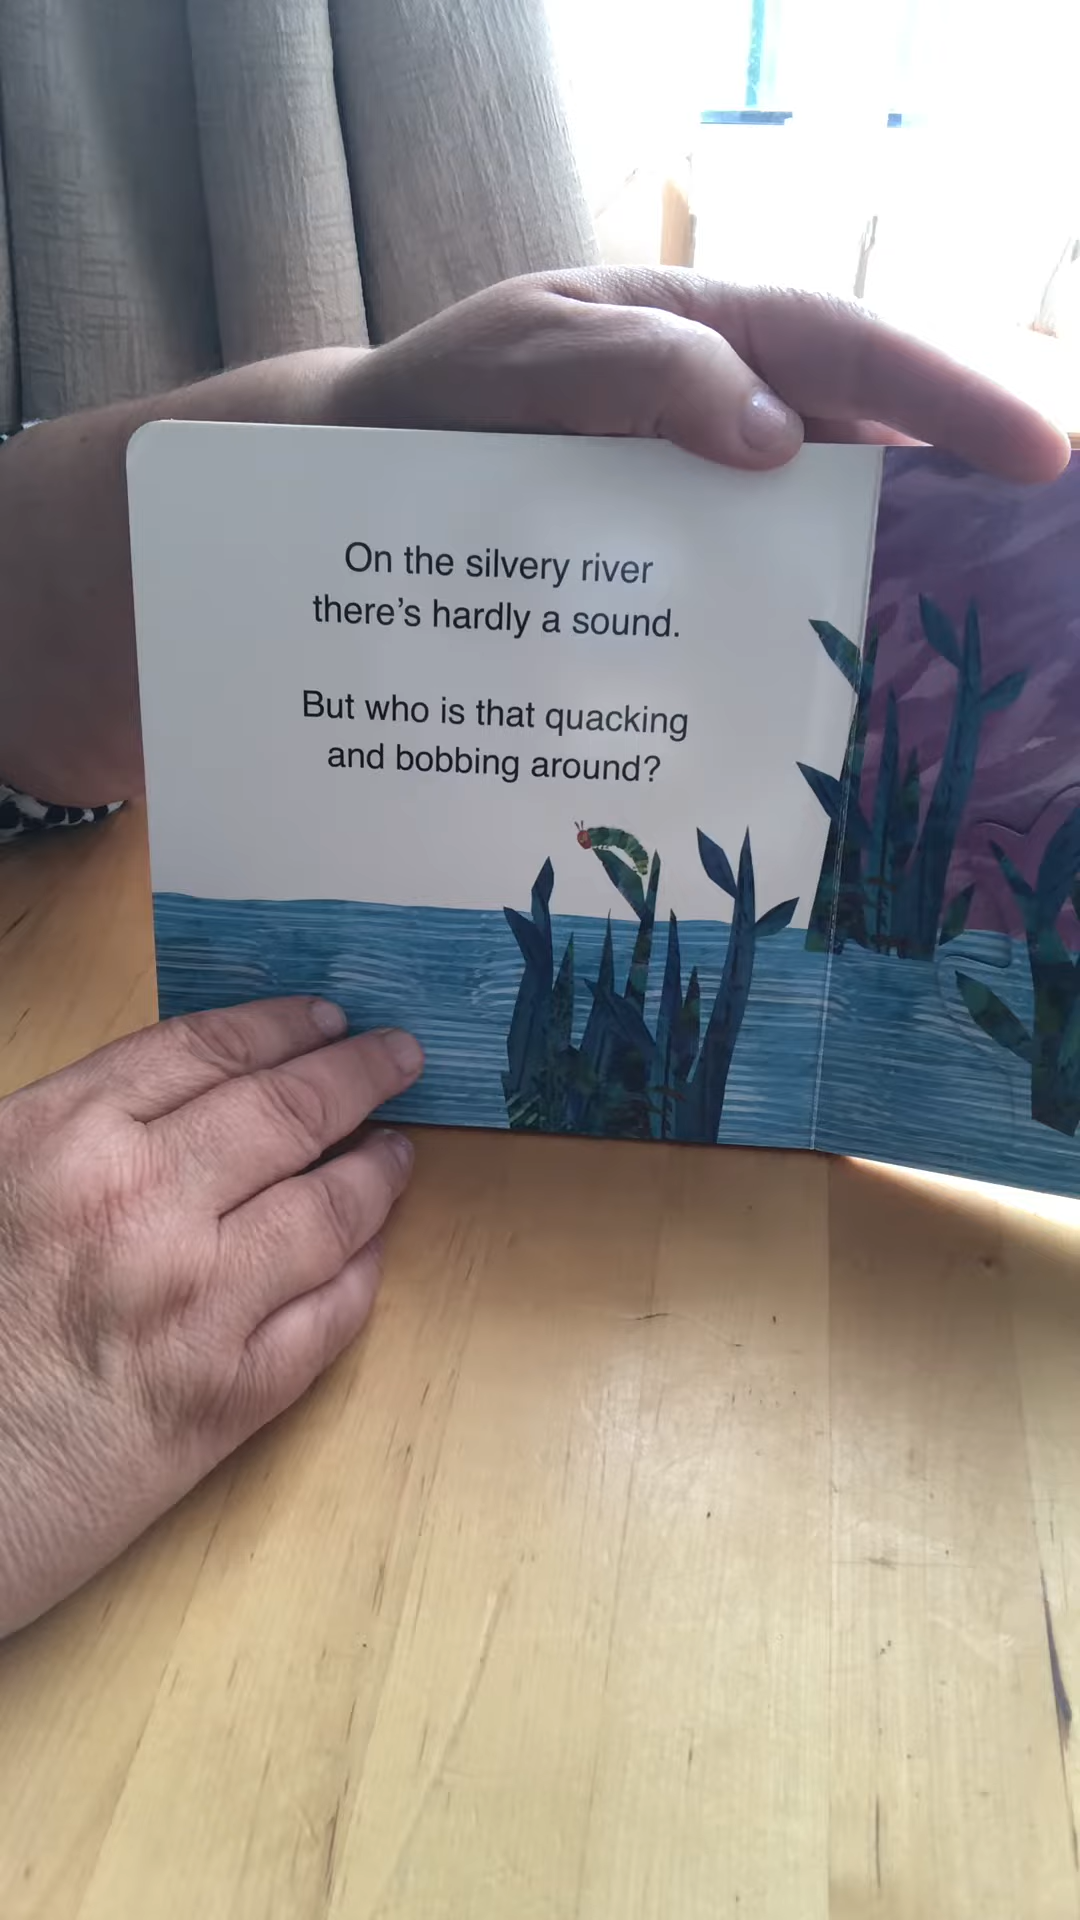 On the silvery river
there's hardly a sound.
But who is that quacking
and bobbing around?